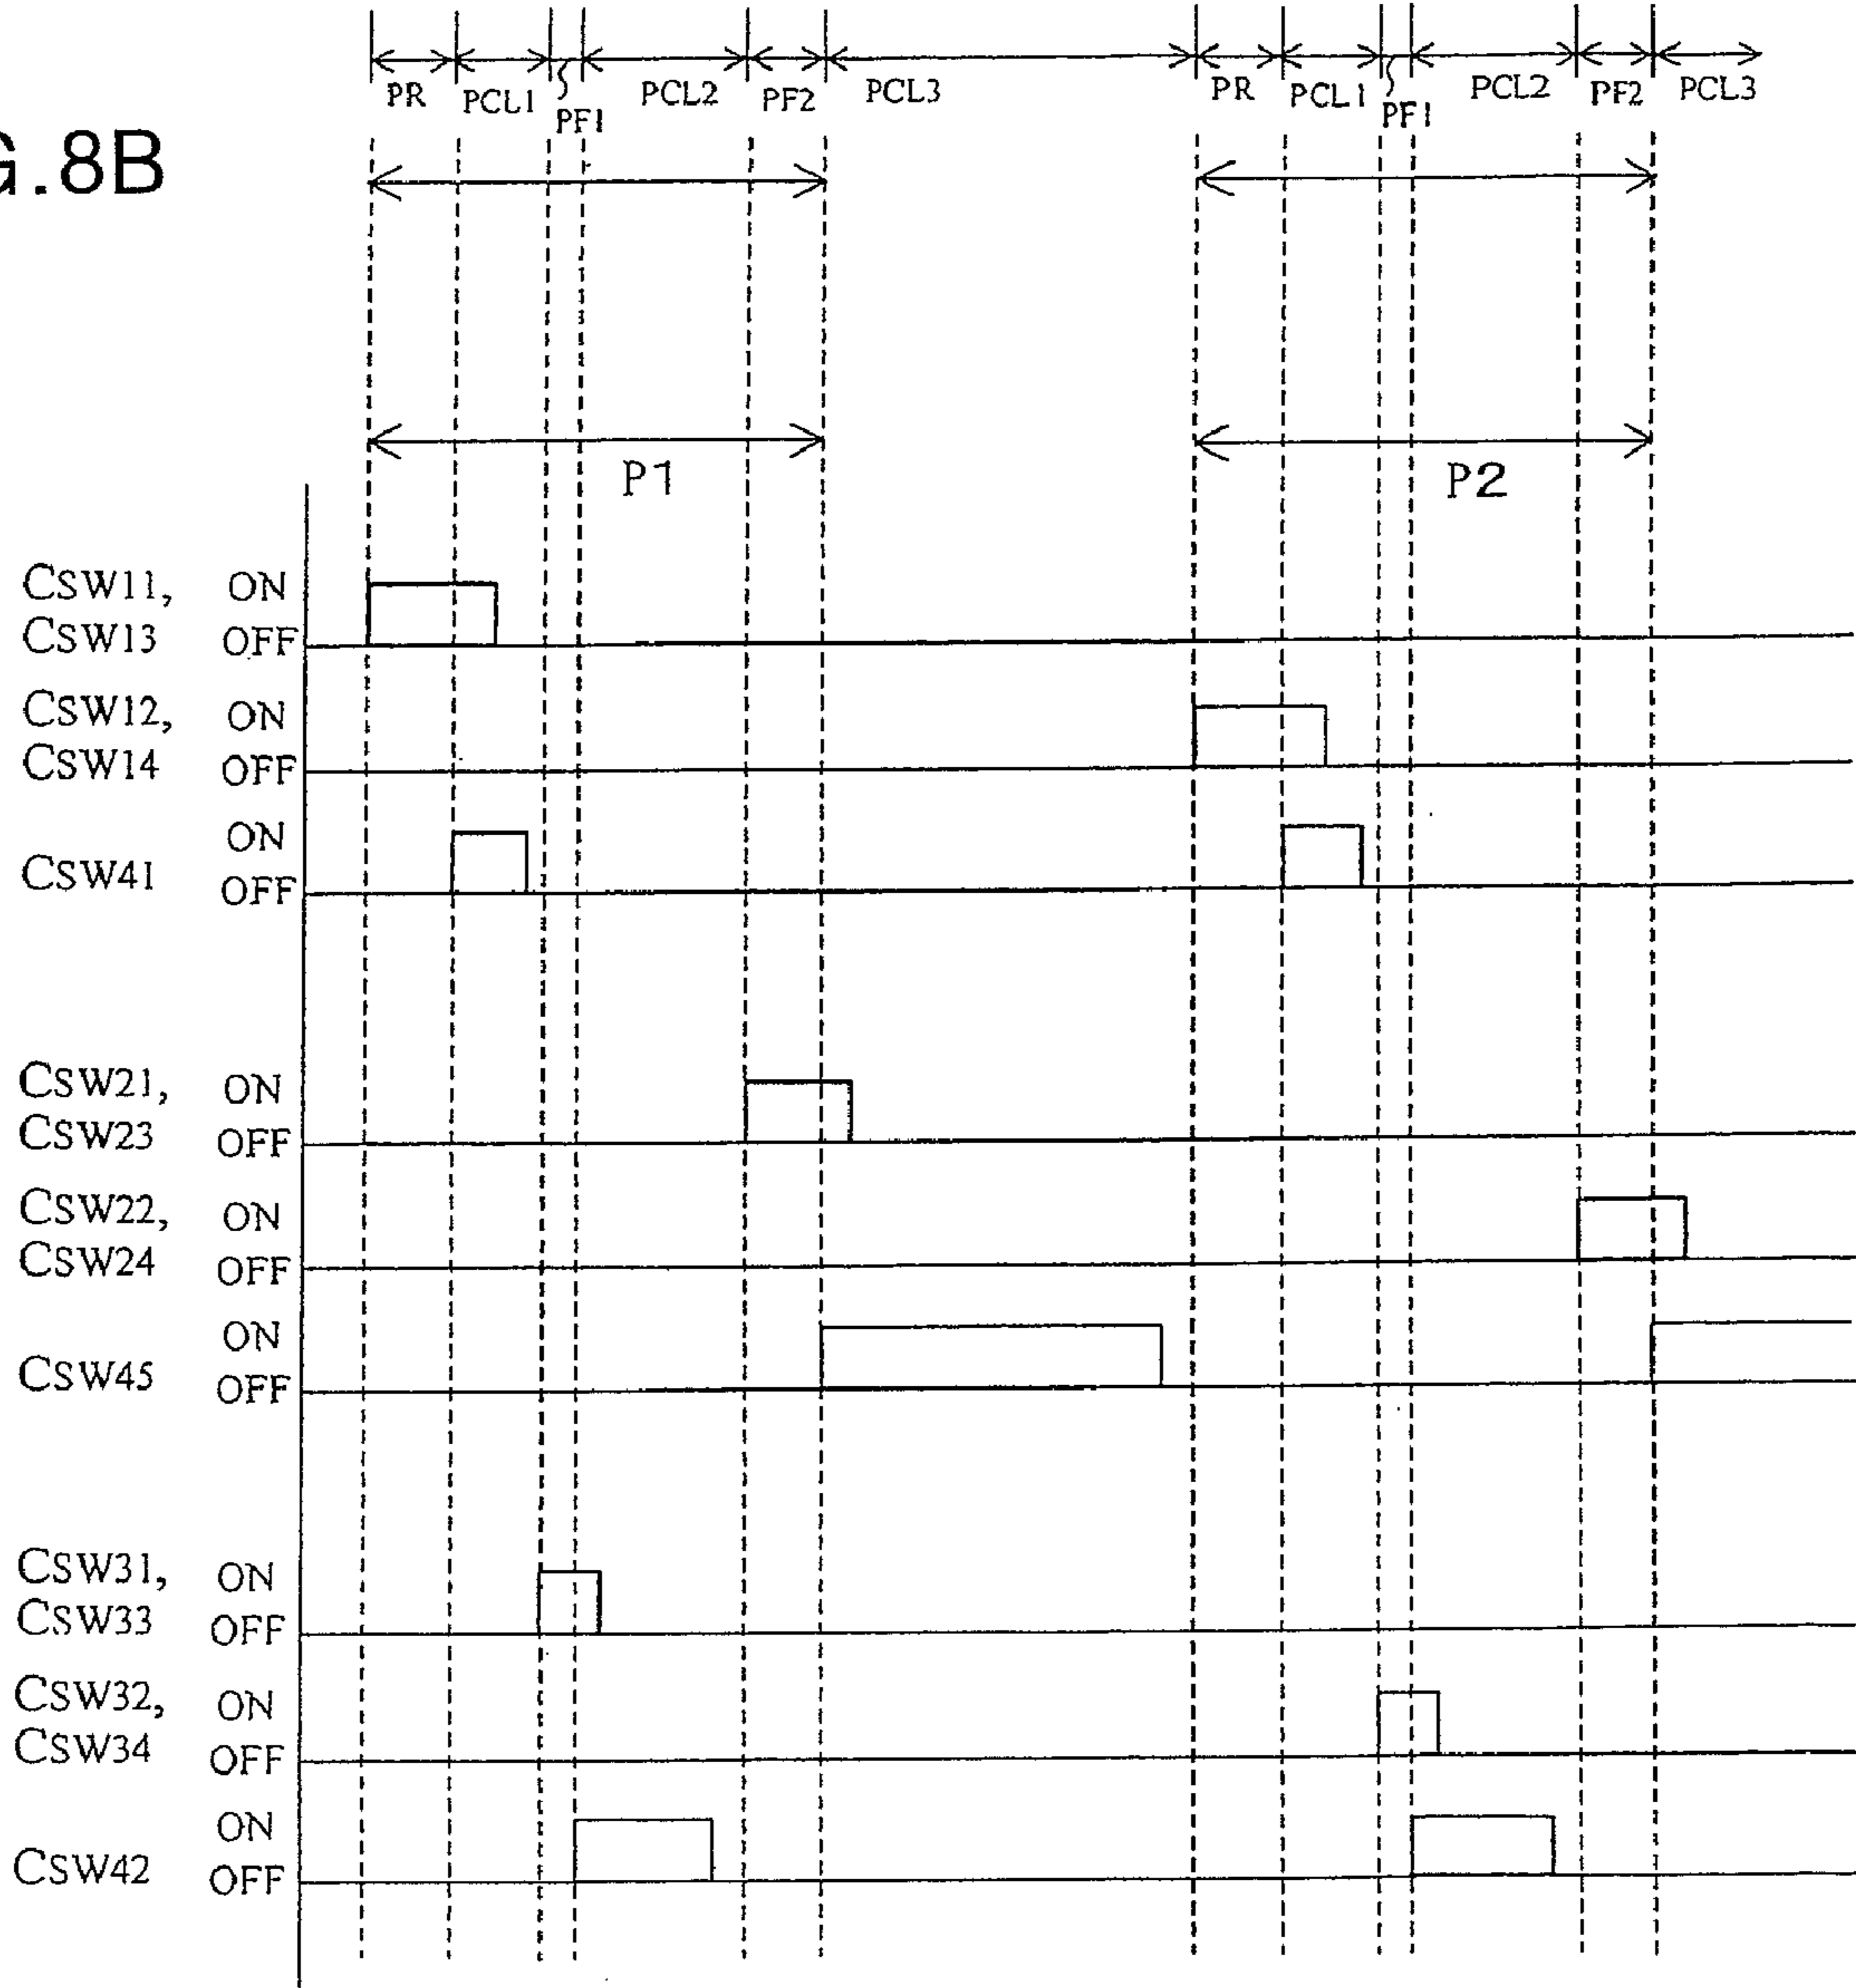 PR PCL1 PF1 PCL2 PF2 PCL3 PR PCL1 PF1 PCL2 PF2 PCL3
G.8B
P1 P2
CSW11, ON
CSW13 OFF
CSW12, ON
CSW14 OFF
ON
CSW41 OFF
CSW21, ON
CSW23 OFF
CSW22, ON
CSW24 OFF
ON
CSW45 OFF
CSW31, ON
CSW33 OFF
CSW32, ON
CSW34 OFF
ON
CSW42 OFF